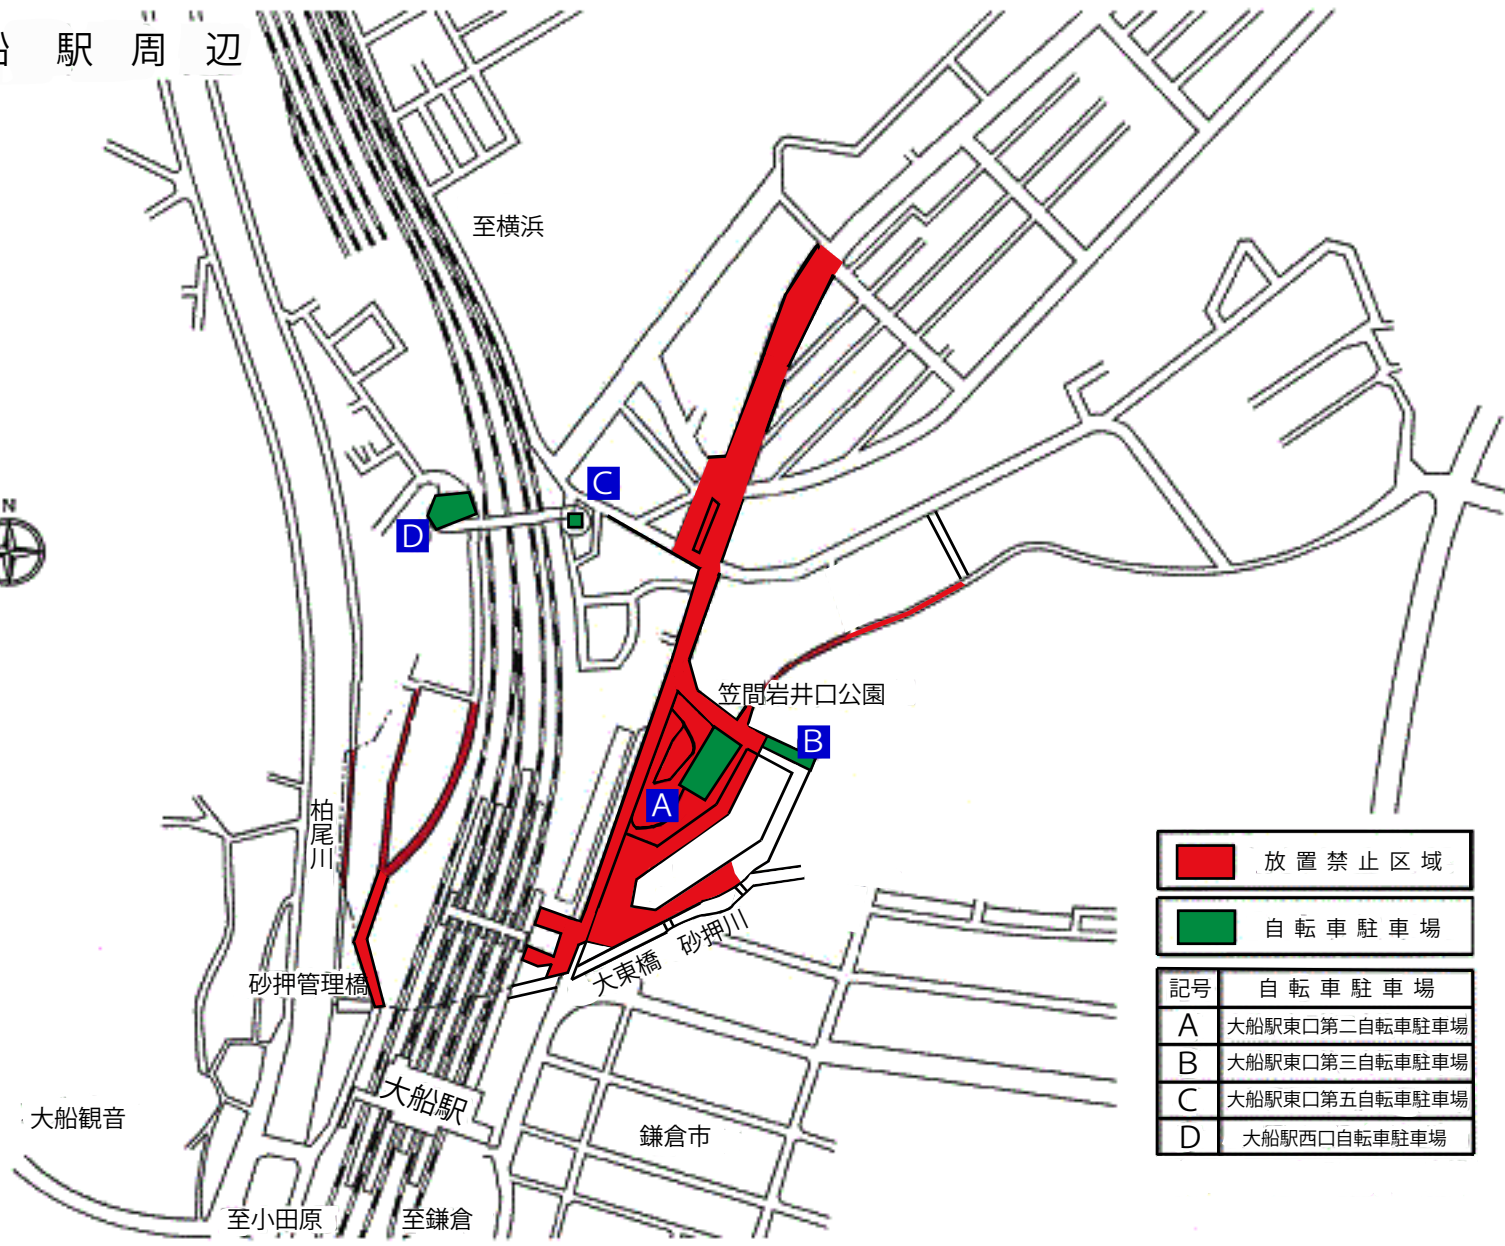 船駅周辺
至横浜
N
C
D
笠間岩井口公園
B
A
柏尾川
砂押川
大東橋
砂押管理橋
大船駅
大船観音
鎌倉市
至小田原
至鎌倉
放置禁止区域
自転車駐車場
記号 自転車駐車場
A 大船駅東口第二自転車駐車場
B 大船駅東口第三自転車駐車場
C 大船駅東口第五自転車駐車場
D 大船駅西口自転車駐車場